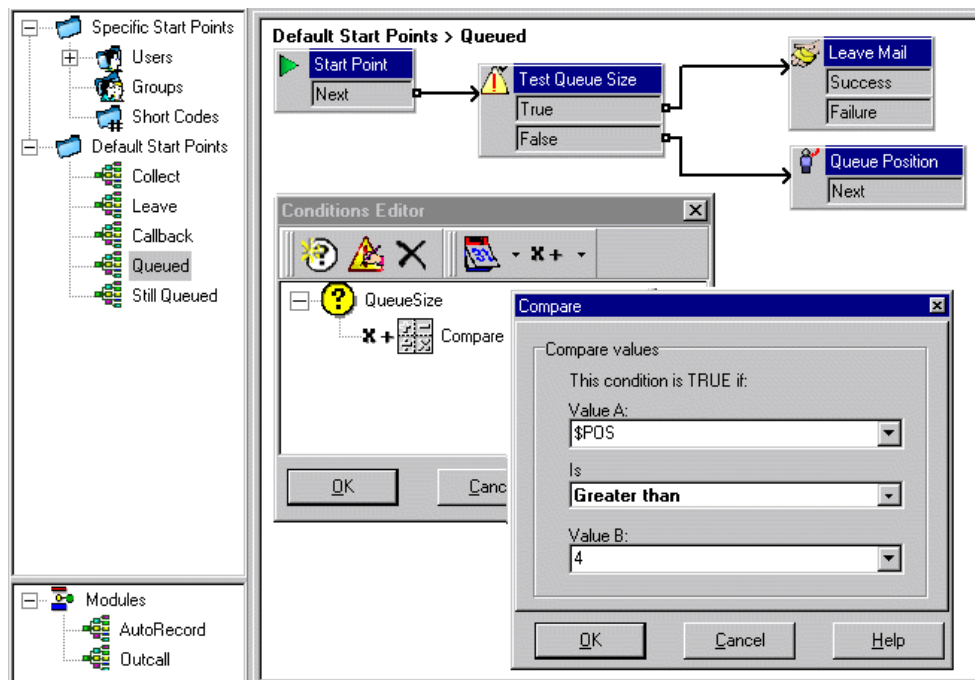 Specific Start Points
Users
Groups
Short Codes
Default Start Points
Collect
Leave
Callback
Queued
Still Queued
Modules
AutoRecord
Outcall
Default Start Points > Queued
Start Point
Next
Test Queue Size
True
False
Leave Mail
Success
Failure
Queue Position
Next
Conditions Editor
x +
QueueSize
x + Compare
OK
Canc
Compare
Compare values
This condition is TRUE if:
Value A:
$POS
Is
Greater than
Value B:
4
OK
Cancel
Help